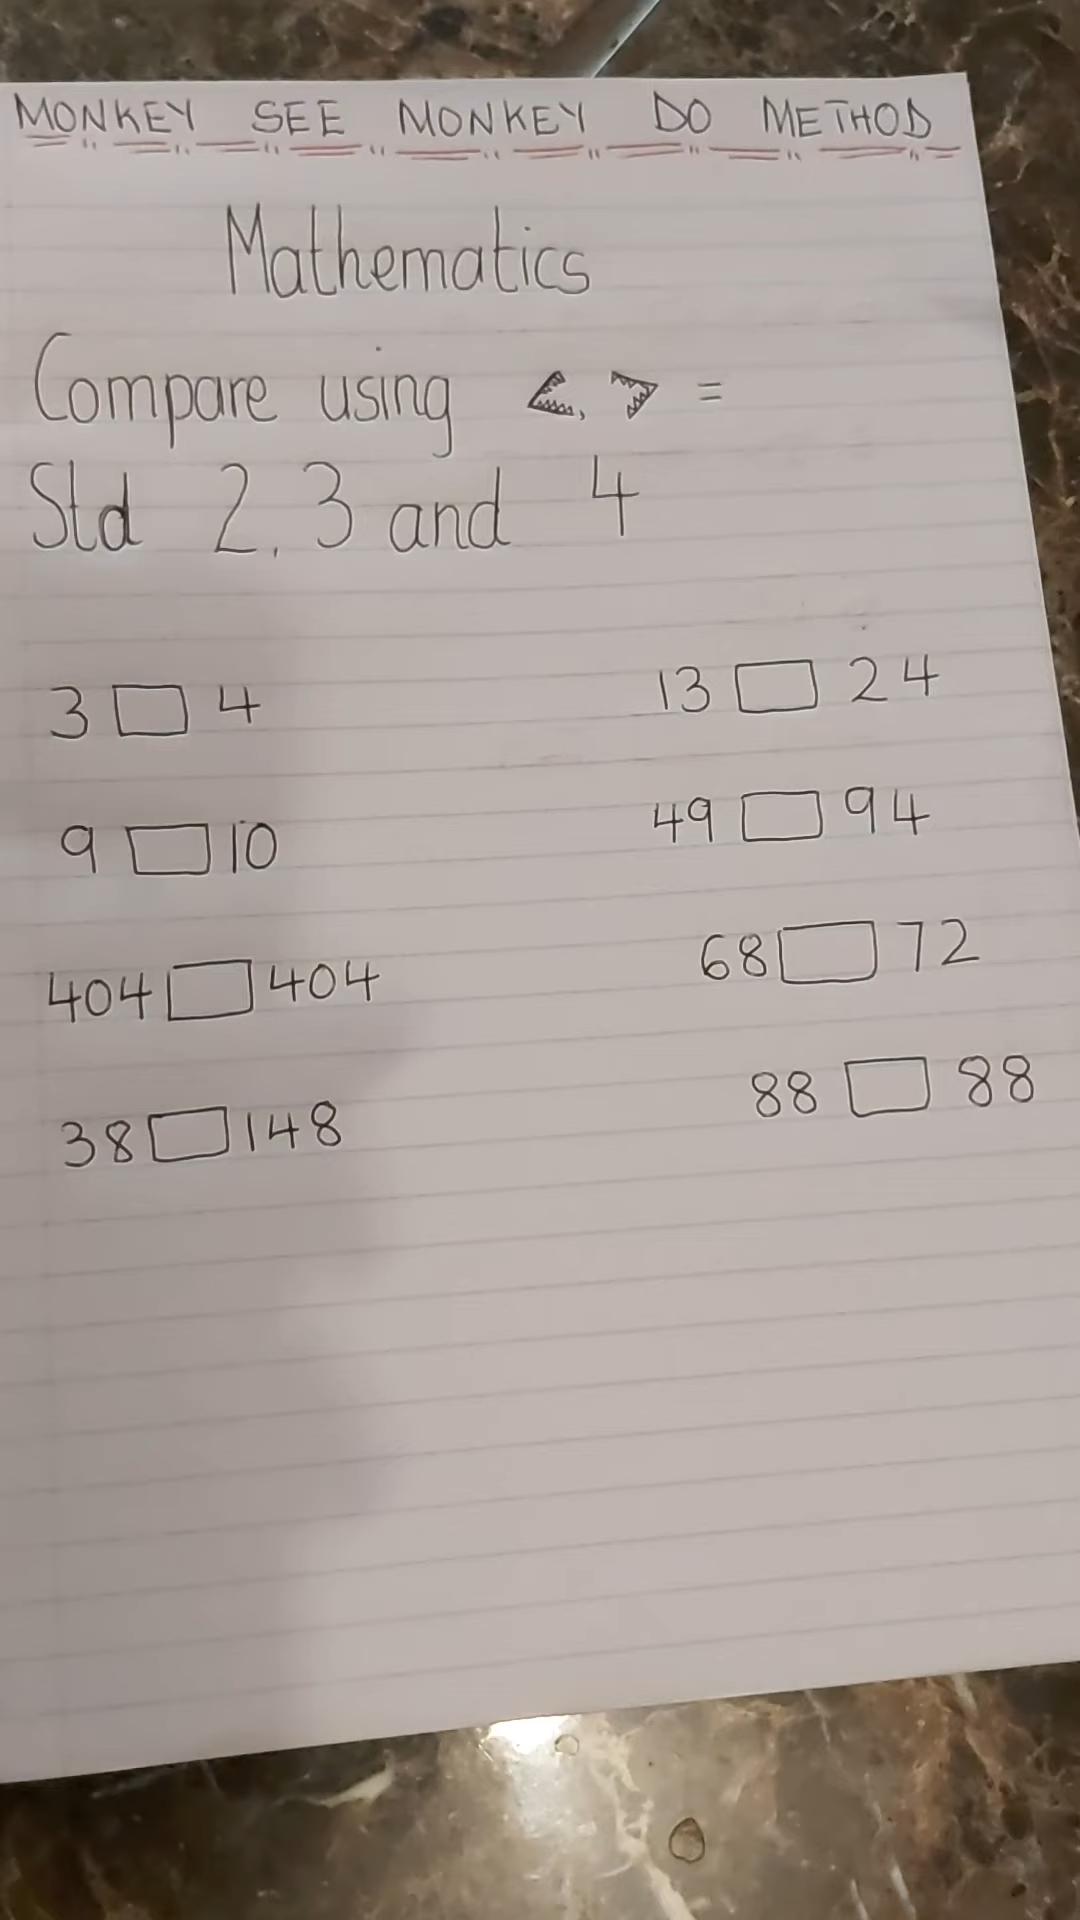 MONKEY SEE MONKEY DO METHOD
Mathematics
Compare using <, > =
Std 2, 3 and 4
3 □ 4
13 □ 24
9 □ 10
49 □ 94
404 □ 404
68 □ 72
38 □ 148
88 □ 88